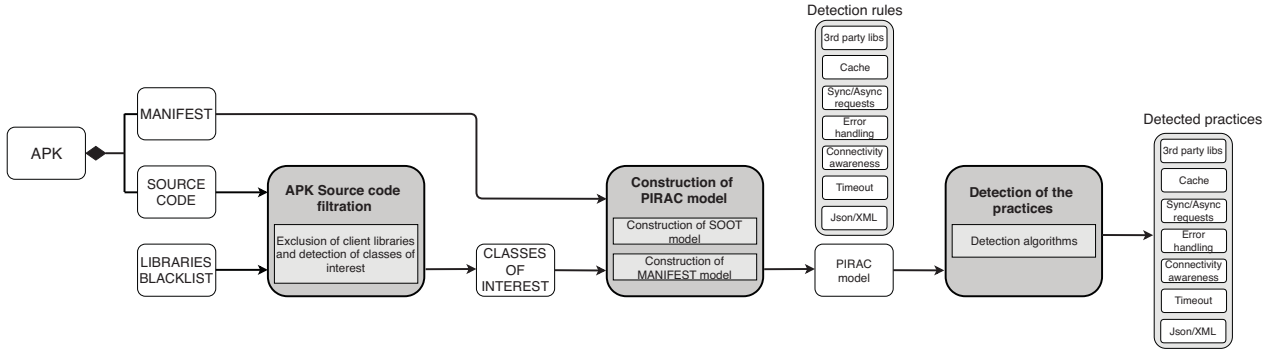 APK
MANIFEST
SOURCE
CODE
LIBRARIES
BLACKLIST
APK Source code
filtration
Exclusion of client libraries
and detection of classes of
interest
CLASSES
OF
INTEREST
Construction of
PIRAC model
Construction of SOOT
model
Construction of
MANIFEST model
Detection rules
3rd party libs
Cache
Sync/Async
requests
Error
handling
Connectivity
awareness
Timeout
Json/XML
PIRAC
model
Detection of the
practices
Detection algorithms
Detected practices
3rd party libs
Cache
Sync/Async
requests
Error
handling
Connectivity
awareness
Timeout
Json/XML